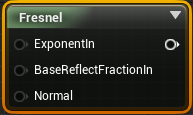 Fresnel
ExponentIn
BaseReflectFractionIn
Normal